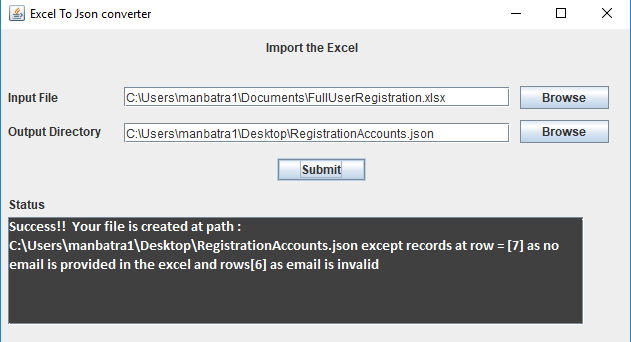 Excel To Json converter
Import the Excel
Input File C:\Users\manbatra1\Documents\FullUserRegistration.xlsx Browse
Output Directory C:\Users\manbatra1\Desktop\RegistrationAccounts.json Browse
Submit
Status
Success!! Your file is created at path :
C:\Users\manbatra1\Desktop\RegistrationAccounts.json except records at row = [7] as no
email is provided in the excel and rows[6] as email is invalid